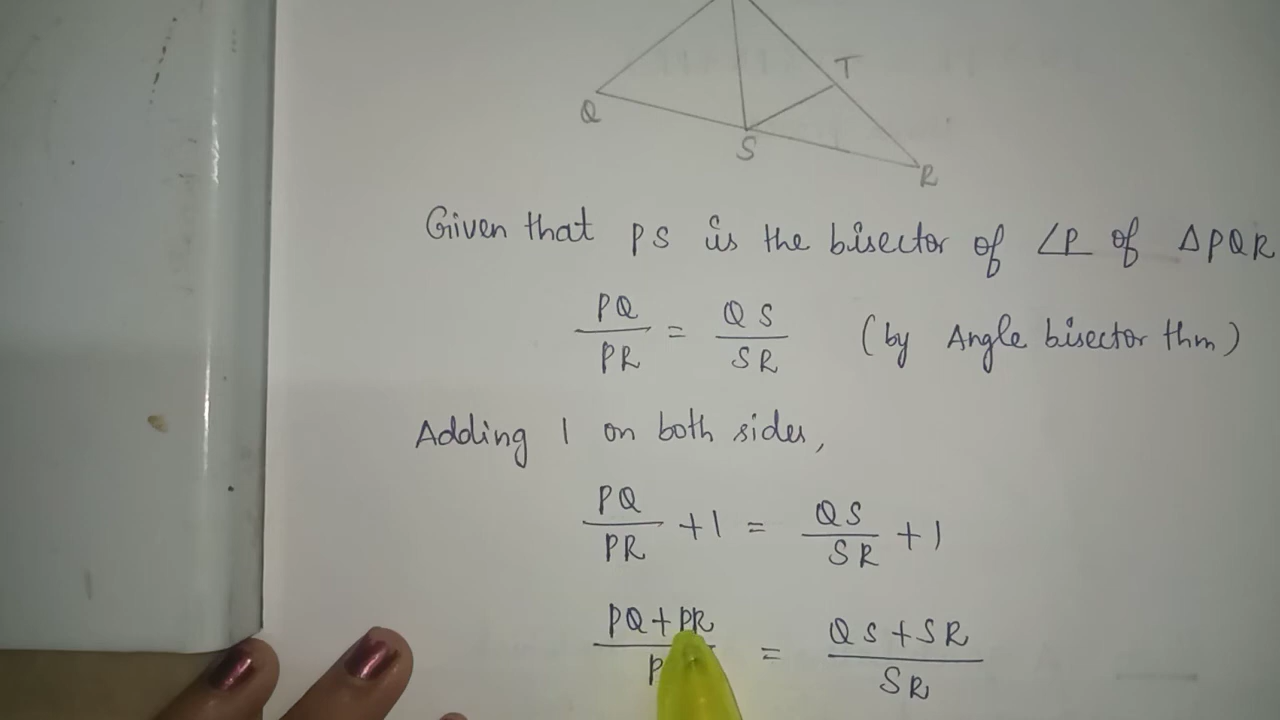 T
Q
S
R
Given that PS is the bisector of ∠P of ΔPQR
PQ/PR = QS/SR (by Angle bisector thm)
Adding 1 on both sides,
PQ/PR +1 = QS/SR +1
PQ+PR/P = QS+SR/SR